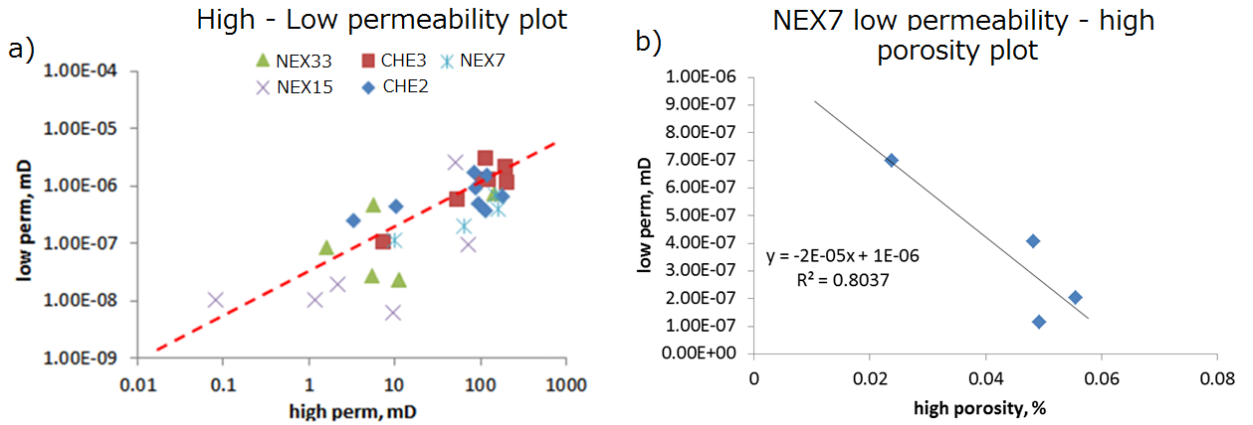 High - Low permeability plot
a)
NEX33 CHE3 NEX7
NEX15 CHE2
1.00E-04
1.00E-05
1.00E-06
1.00E-07
1.00E-08
1.00E-09
low perm, mD
0.01 0.1 1 10 100 1000
high perm, mD
NEX7 low permeability - high
porosity plot
b)
1.00E-06
9.00E-07
8.00E-07
7.00E-07
6.00E-07
5.00E-07
4.00E-07
3.00E-07
2.00E-07
1.00E-07
0.00E+00
low perm, mD
y = -2E-05x + 1E-06
R² = 0.8037
0 0.02 0.04 0.06 0.08
high porosity, %